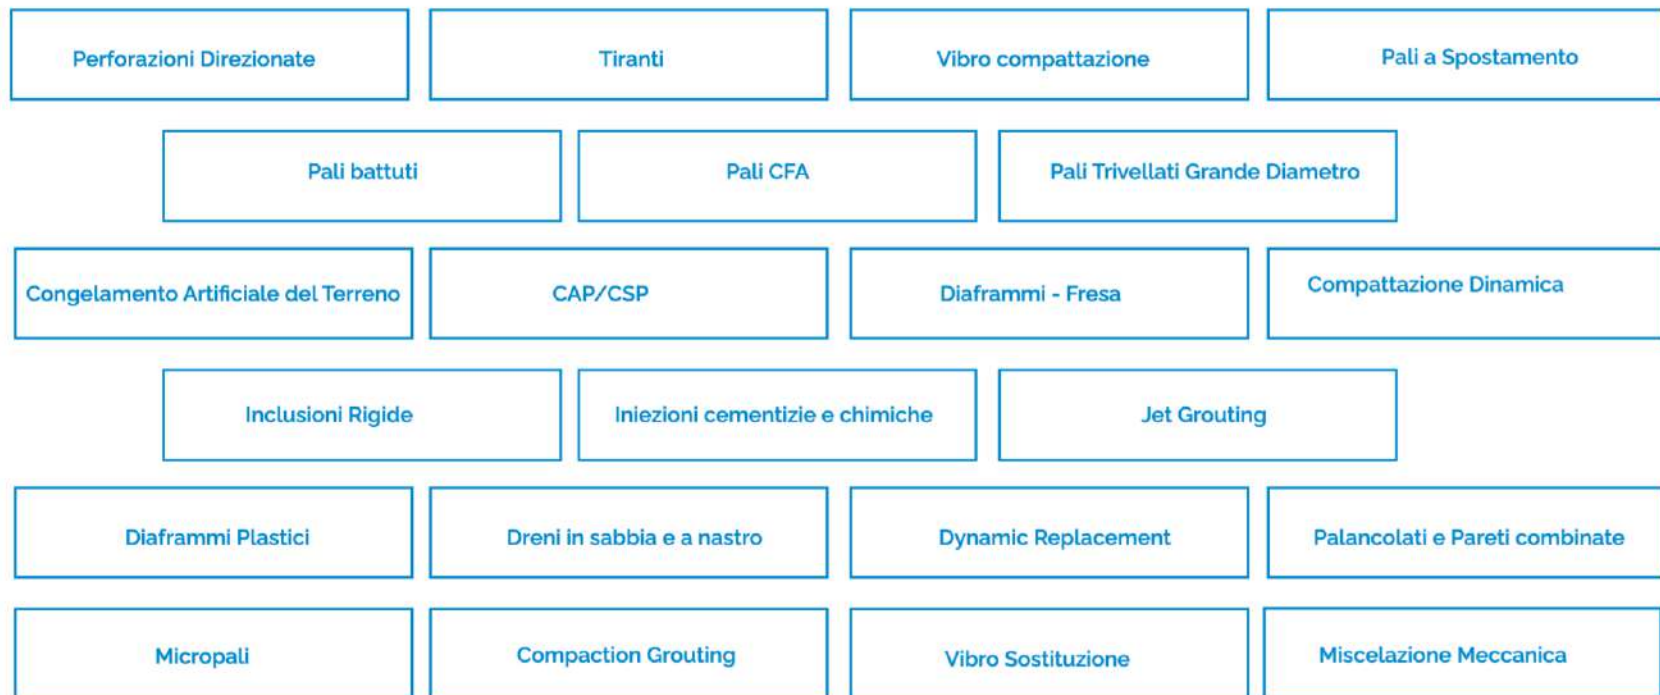 Perforazioni Direzionate
Tiranti
Vibro compattazione
Pali a Spostamento
Pali battuti
Pali CFA
Pali Trivellati Grande Diametro
Congelamento Artificiale del Terreno
CAP/CSP
Diaframmi - Fresa
Compattazione Dinamica
Inclusioni Rigide
Iniezioni cementizie e chimiche
Jet Grouting
Diaframmi Plastici
Dreni in sabbia e a nastro
Dynamic Replacement
Palancolati e Pareti combinate
Micropali
Compaction Grouting
Vibro Sostituzione
Miscelazione Meccanica